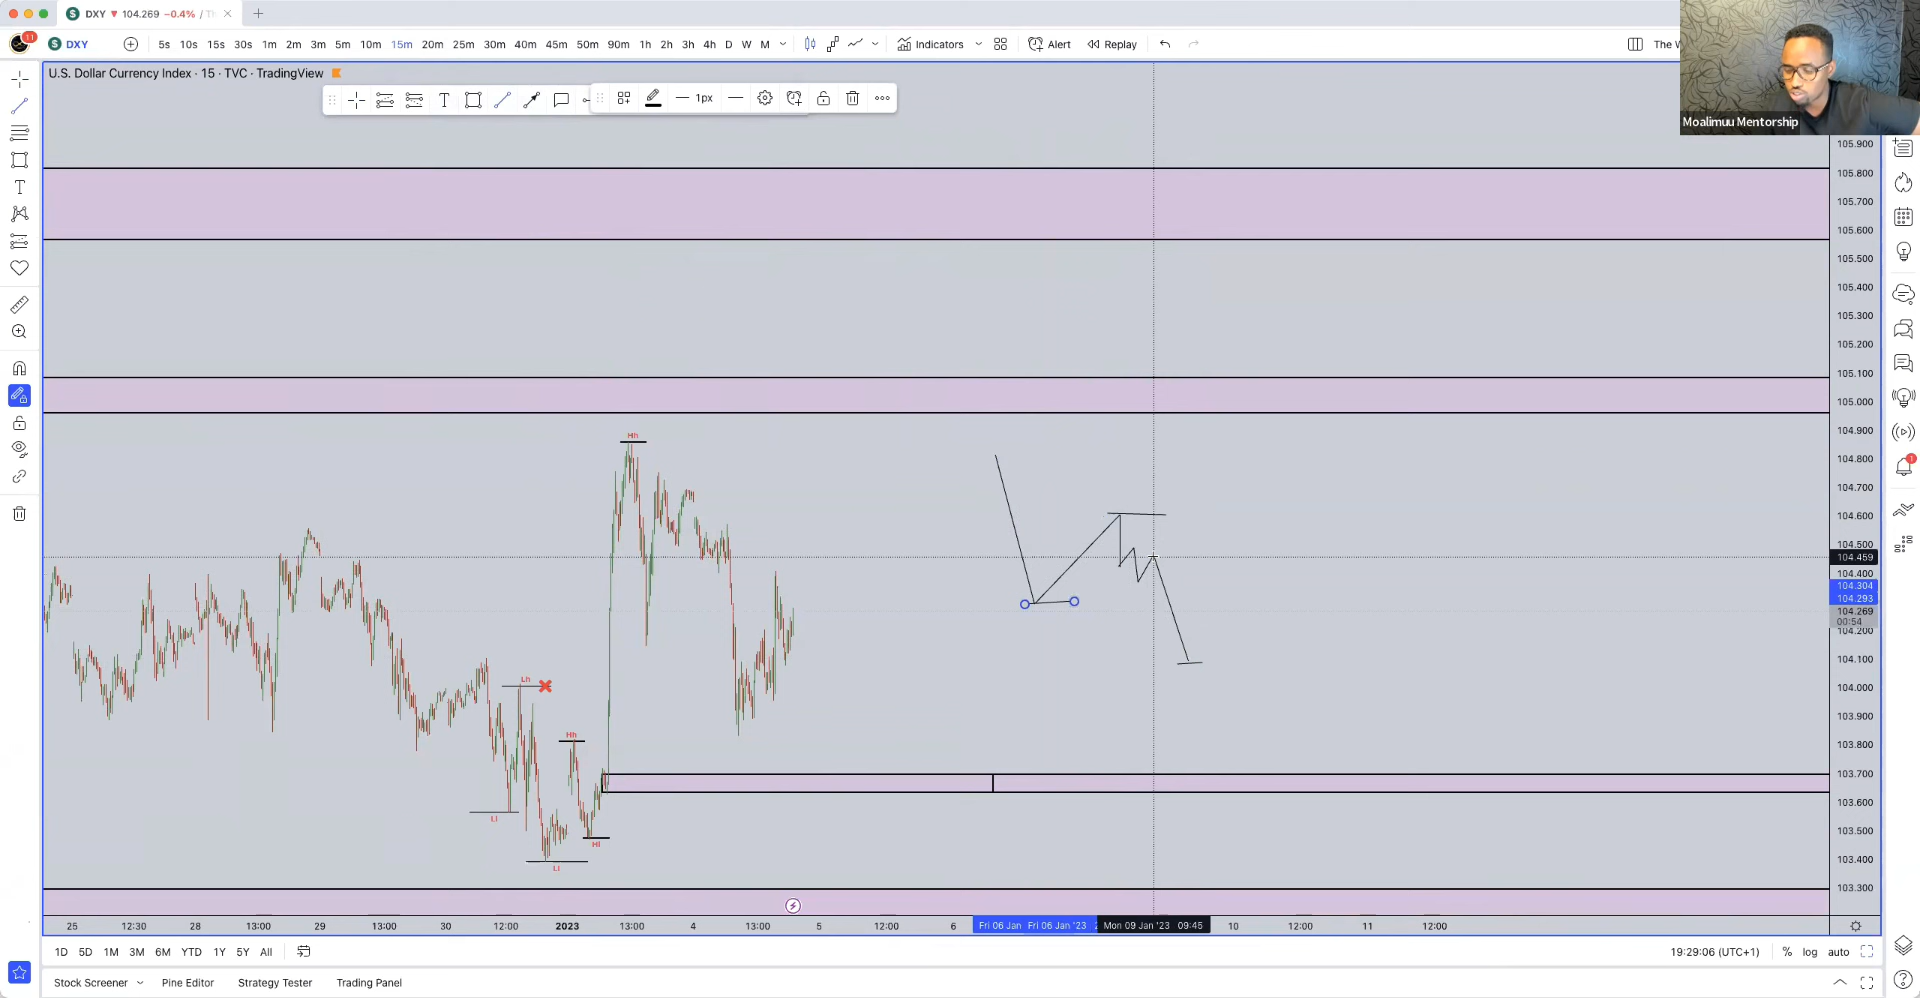 DXY ▼ 104.269 −0.4% / Th
11
DXY
5s 10s 15s 30s 1m 2m 3m 5m 10m 15m 20m 25m 30m 40m 45m 50m 90m 1h 2h 3h 4h D W M
Indicators
Alert
Replay
The W
U.S. Dollar Currency Index · 15 · TVC · TradingView
1px
Moalimuu Mentorship
105.900
105.800
105.700
105.600
105.500
105.400
105.300
105.200
105.100
105.000
104.900
104.800
104.700
104.600
104.500
104.459
104.400
104.304
104.293
104.269
00:54
104.200
104.100
104.000
103.900
103.800
103.700
103.600
103.500
103.400
103.300
1
Hh
Lh
Hh
Ll
Hl
Ll
25 12:30 28 13:00 29 13:00 30 12:00 2023 13:00 4 13:00 5 12:00 6 Fri 06 Jan Fri 06 Jan '23 Mon 09 Jan '23 09:45 10 12:00 11 12:00
1D 5D 1M 3M 6M YTD 1Y 5Y All
19:29:06 (UTC+1) % log auto
Stock Screener Pine Editor Strategy Tester Trading Panel